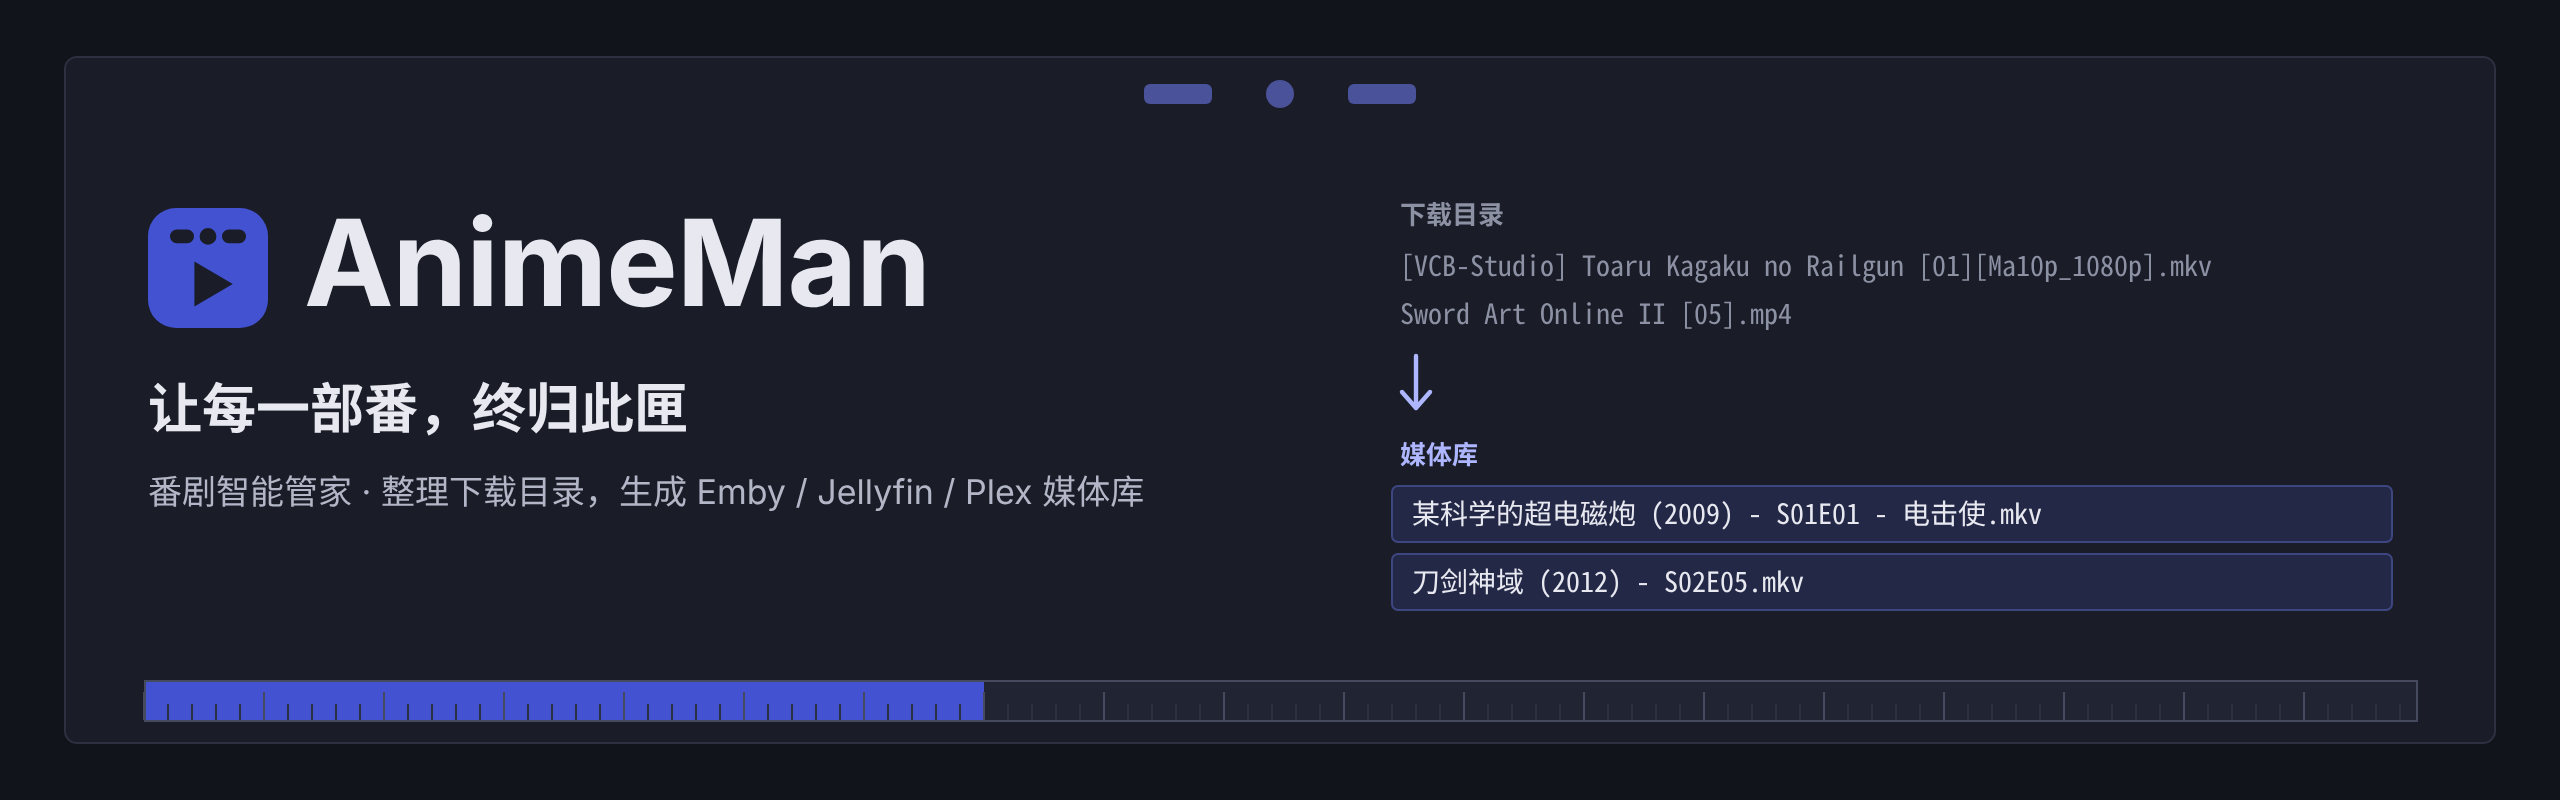 AnimeMan
让每一部番，终归此匣
番剧智能管家 · 整理下载目录，生成 Emby / Jellyfin / Plex 媒体库
下载目录
[VCB-Studio] Toaru Kagaku no Railgun [01][Ma10p_1080p].mkv
Sword Art Online II [05].mp4
媒体库
某科学的超电磁炮 (2009) - S01E01 - 电击使.mkv
刀剑神域 (2012) - S02E05.mkv